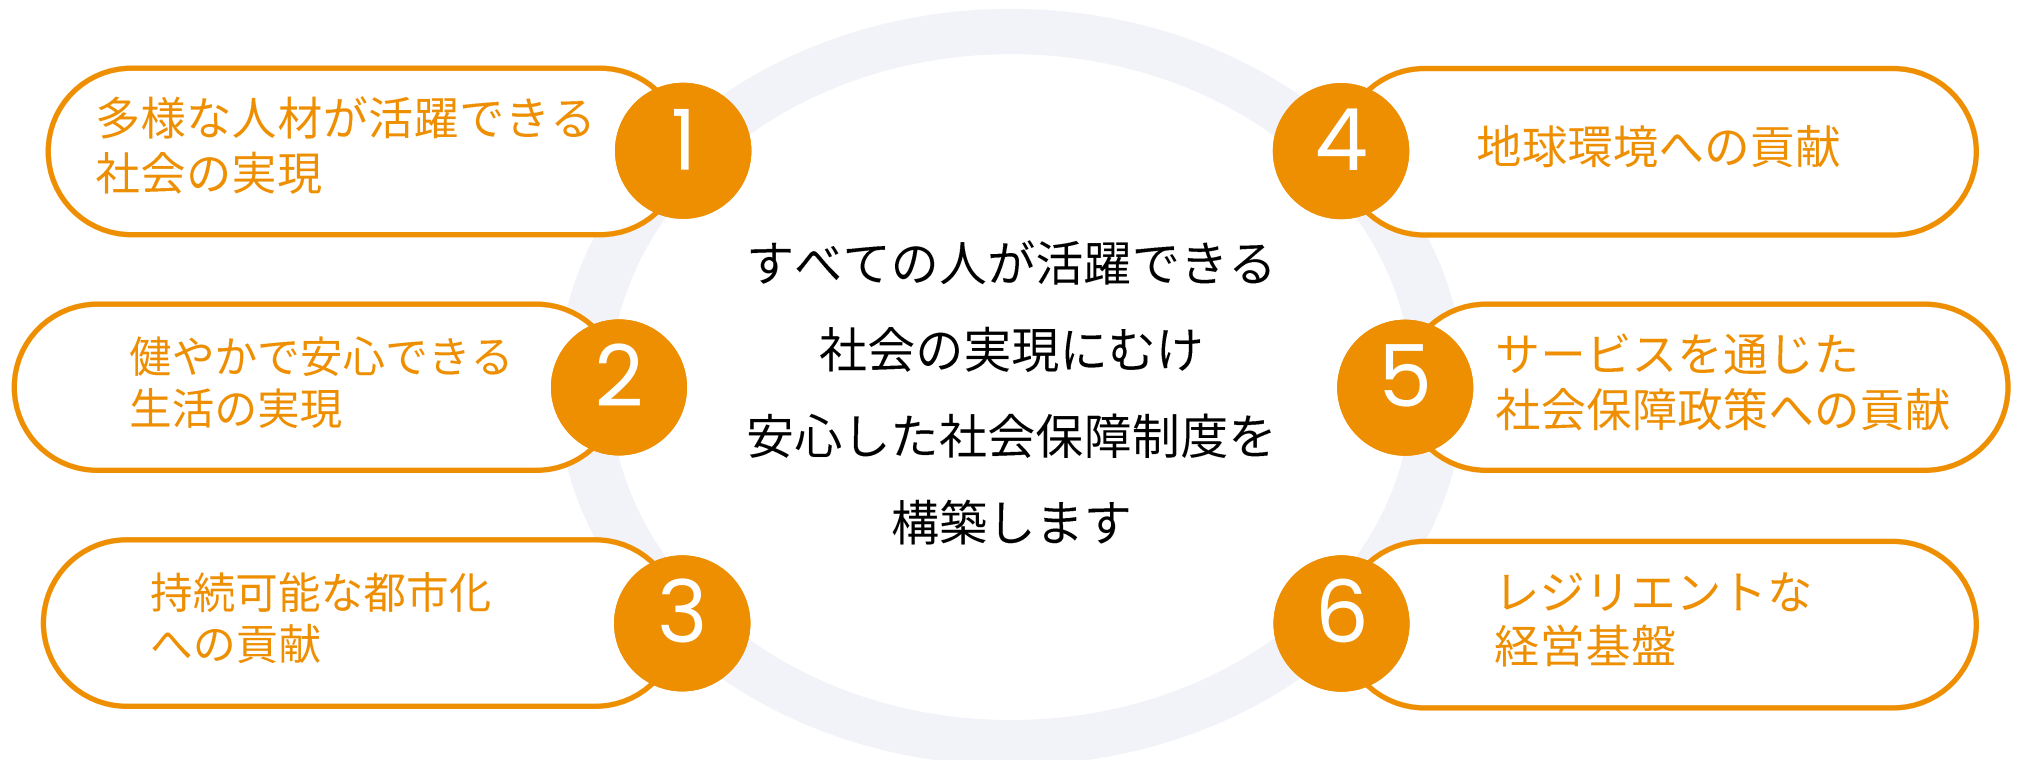 1
多様な人材が活躍できる
社会の実現
2
健やかで安心できる
生活の実現
3
持続可能な都市化
への貢献
すべての人が活躍できる
社会の実現にむけ
安心した社会保障制度を
構築します
4
地球環境への貢献
5
サービスを通じた
社会保障政策への貢献
6
レジリエントな
経営基盤